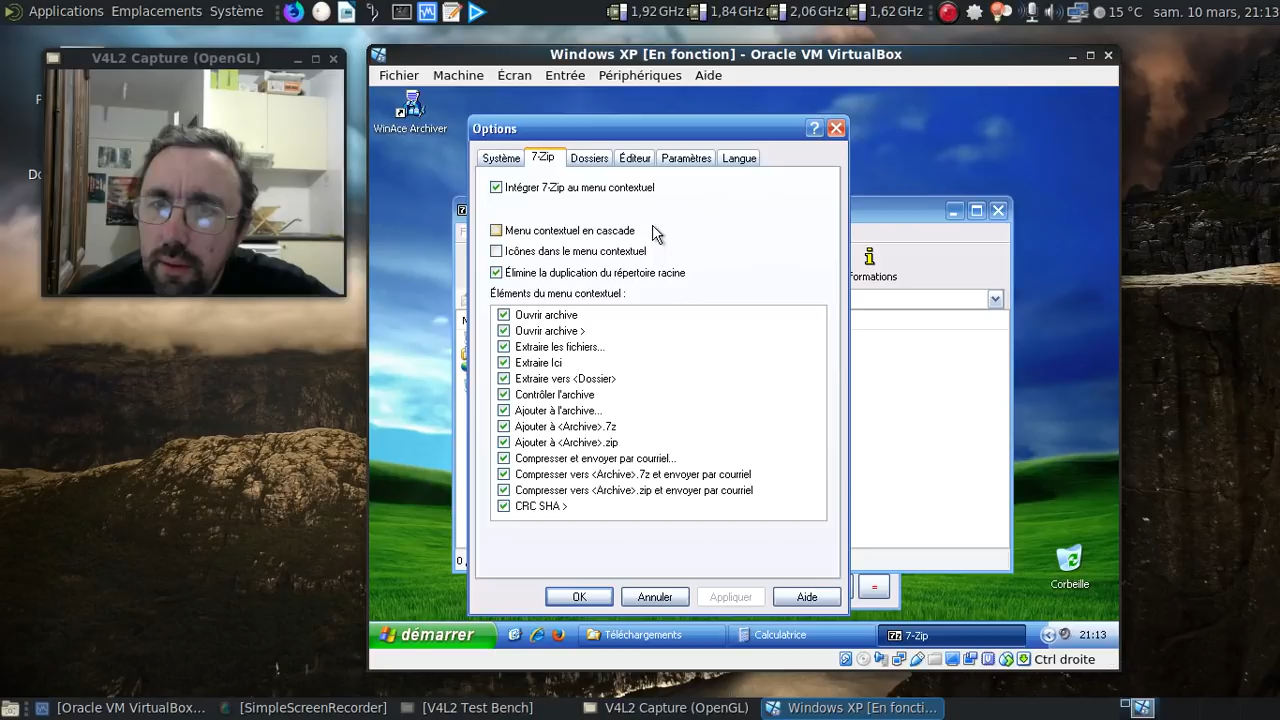 Applications Emplacements Système
1,92 GHz 1,84 GHz 2,06 GHz 1,62 GHz
15 °C sam. 10 mars, 21:13
V4L2 Capture (OpenGL)
Windows XP [En fonction] - Oracle VM VirtualBox
Fichier Machine Écran Entrée Périphériques Aide
WinAce Archiver
Options
Système 7-Zip Dossiers Éditeur Paramètres Langue
Intégrer 7-Zip au menu contextuel
Menu contextuel en cascade
Icônes dans le menu contextuel
Élimine la duplication du répertoire racine
Éléments du menu contextuel :
Ouvrir archive
Ouvrir archive >
Extraire les fichiers...
Extraire Ici
Extraire vers <Dossier>
Contrôler l'archive
Ajouter à l'archive...
Ajouter à <Archive>.7z
Ajouter à <Archive>.zip
Compresser et envoyer par courriel...
Compresser vers <Archive>.7z et envoyer par courriel
Compresser vers <Archive>.zip et envoyer par courriel
CRC SHA >
OK Annuler Appliquer Aide
formations
=
Corbeille
démarrer Téléchargements Calculatrice 7-Zip 21:13
Ctrl droite
[Oracle VM VirtualBox... [SimpleScreenRecorder] [V4L2 Test Bench] V4L2 Capture (OpenGL) Windows XP [En foncti...